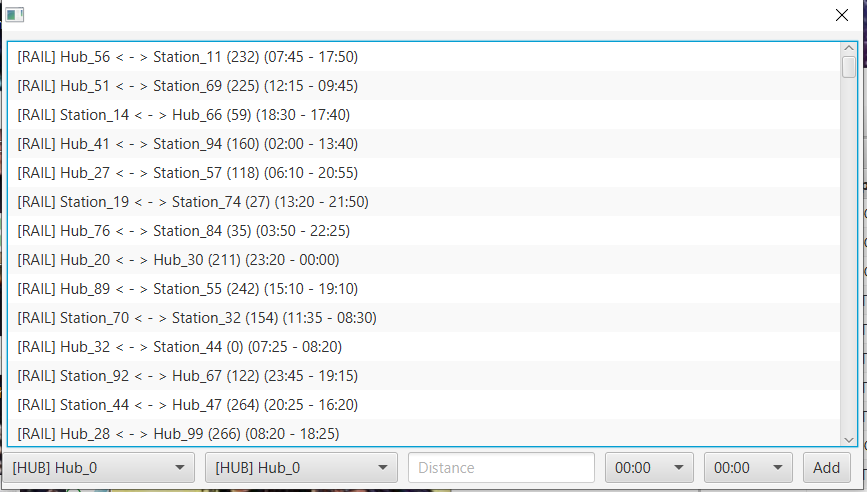 [RAIL] Hub_56 < - > Station_11 (232) (07:45 - 17:50)
[RAIL] Hub_51 < - > Station_69 (225) (12:15 - 09:45)
[RAIL] Station_14 < - > Hub_66 (59) (18:30 - 17:40)
[RAIL] Hub_41 < - > Station_94 (160) (02:00 - 13:40)
[RAIL] Hub_27 < - > Station_57 (118) (06:10 - 20:55)
[RAIL] Station_19 < - > Station_74 (27) (13:20 - 21:50)
[RAIL] Hub_76 < - > Station_84 (35) (03:50 - 22:25)
[RAIL] Hub_20 < - > Hub_30 (211) (23:20 - 00:00)
[RAIL] Hub_89 < - > Station_55 (242) (15:10 - 19:10)
[RAIL] Station_70 < - > Station_32 (154) (11:35 - 08:30)
[RAIL] Hub_32 < - > Station_44 (0) (07:25 - 08:20)
[RAIL] Station_92 < - > Hub_67 (122) (23:45 - 19:15)
[RAIL] Station_44 < - > Hub_47 (264) (20:25 - 16:20)
[RAIL] Hub_28 < - > Hub_99 (266) (08:20 - 18:25)
[HUB] Hub_0 [HUB] Hub_0 Distance 00:00 00:00 Add